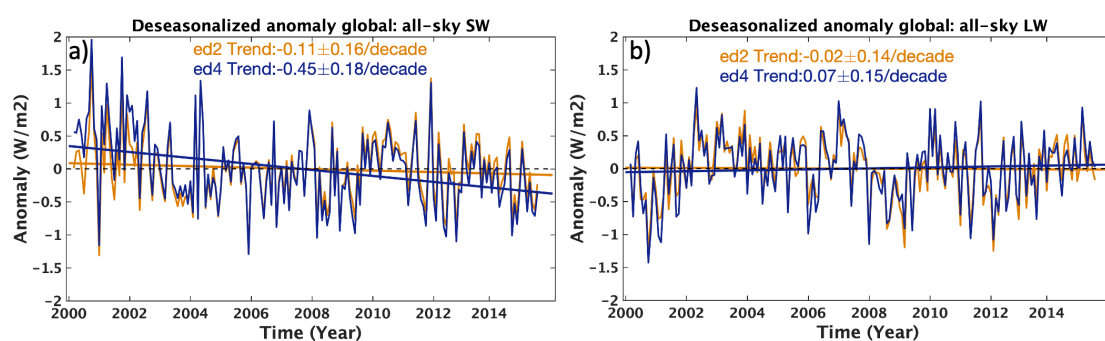 Deseasonalized anomaly global: all-sky SW
a)
ed2 Trend:-0.11±0.16/decade
ed4 Trend:-0.45±0.18/decade
Anomaly (W/m2)
2
1.5
1
0.5
0
−0.5
−1
−1.5
−2
2000 2002 2004 2006 2008 2010 2012 2014
Time (Year)
Deseasonalized anomaly global: all-sky LW
b)
ed2 Trend:-0.02±0.14/decade
ed4 Trend:0.07±0.15/decade
Anomaly (W/m2)
2
1.5
1
0.5
0
−0.5
−1
−1.5
−2
2000 2002 2004 2006 2008 2010 2012 2014
Time (Year)